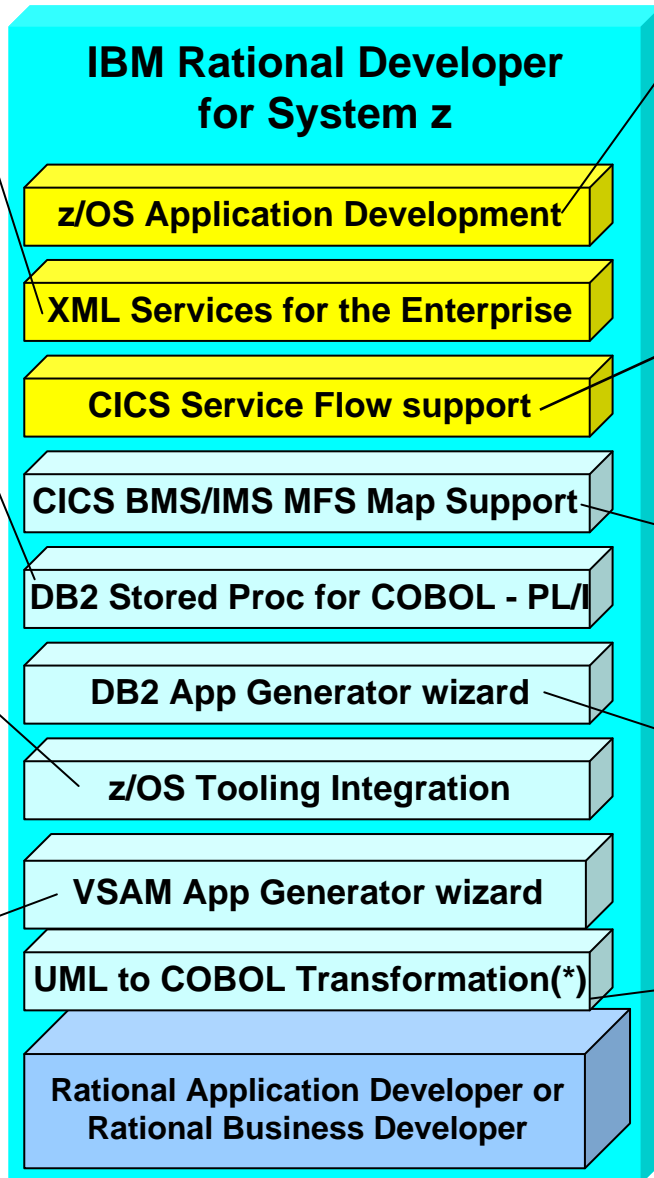 IBM Rational Developer
for System z
z/OS Application Development
XML Services for the Enterprise
CICS Service Flow support
CICS BMS/IMS MFS Map Support
DB2 Stored Proc for COBOL - PL/I
DB2 App Generator wizard
z/OS Tooling Integration
VSAM App Generator wizard
UML to COBOL Transformation(*)
Rational Application Developer or
Rational Business Developer